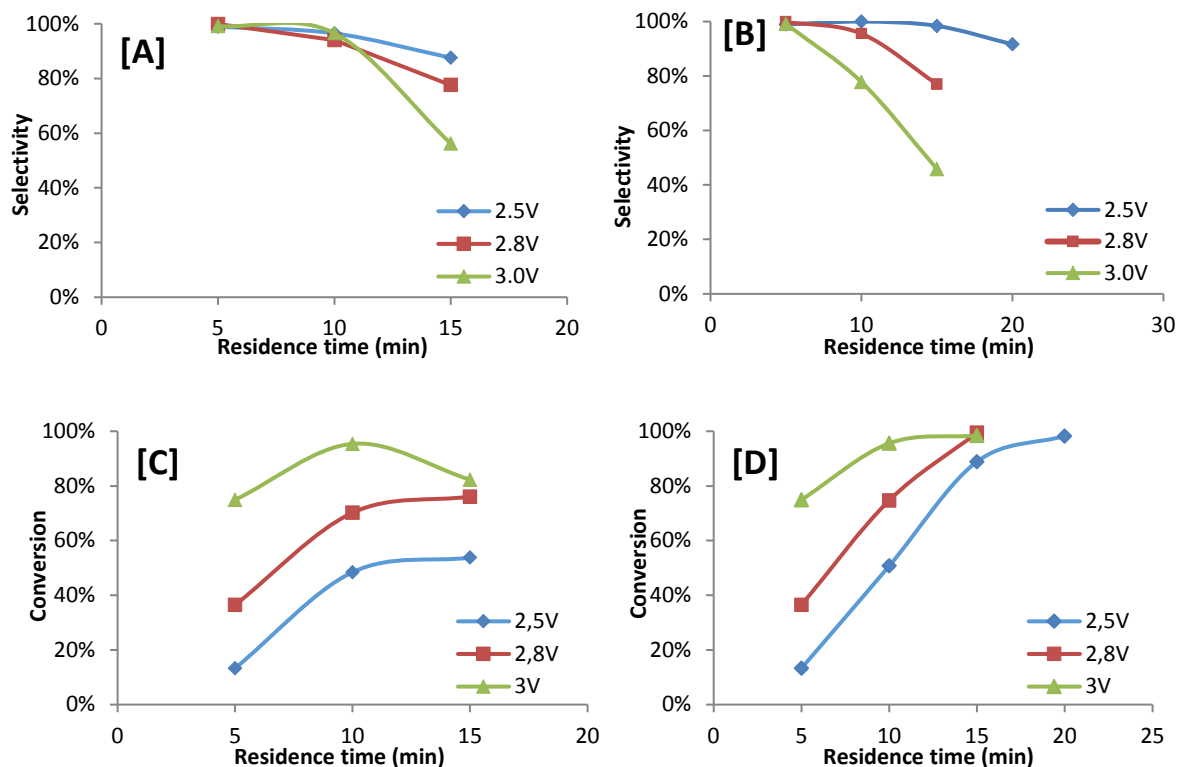 100%
80%
60%
40%
20%
0%
Selectivity
[A]
2.5V
2.8V
3.0V
0 5 10 15 20
Residence time (min)
100%
80%
60%
40%
20%
0%
Selectivity
[B]
2.5V
2.8V
3.0V
0 10 20 30
Residence time (min)
100%
80%
60%
40%
20%
0%
Conversion
[C]
2,5V
2,8V
3V
0 5 10 15 20
Residence time (min)
100%
80%
60%
40%
20%
0%
Conversion
[D]
2,5V
2,8V
3V
0 5 10 15 20 25
Residence time (min)